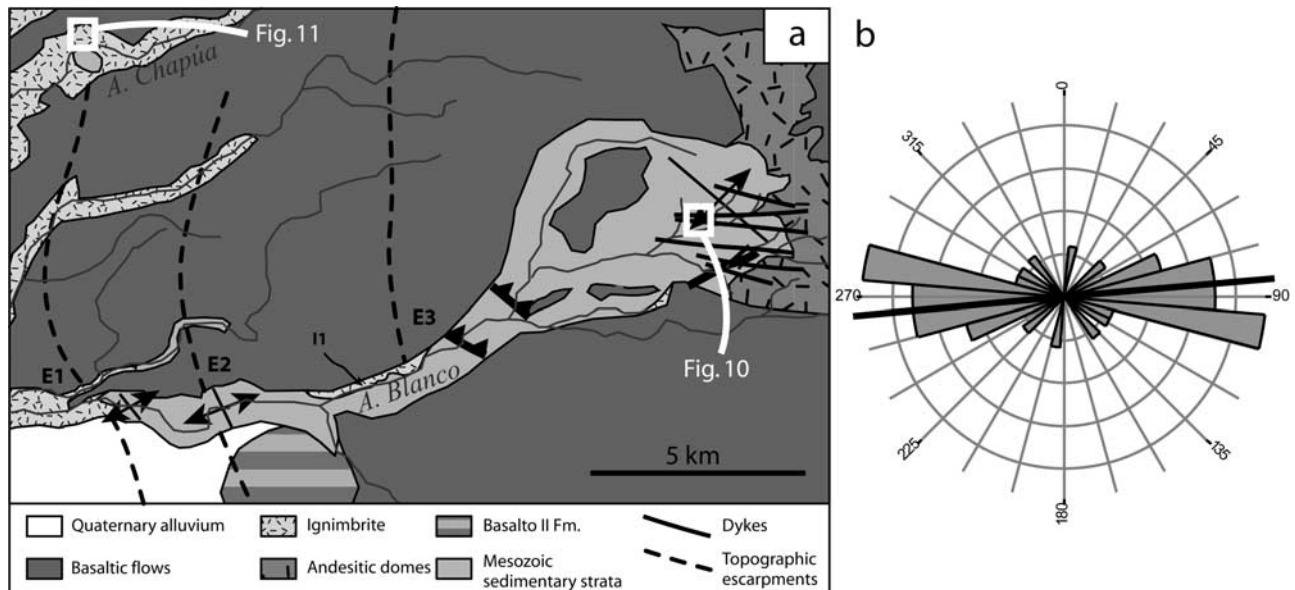 a
b
Fig. 11
A. Chapúa
E1
E2
E3
I1
A. Blanco
Fig. 10
5 km
0
45
90
135
180
225
270
315
Quaternary alluvium
Ignimbrite
Basalto II Fm.
Dykes
Basaltic flows
Andesitic domes
Mesozoic
sedimentary strata
Topographic
escarpments